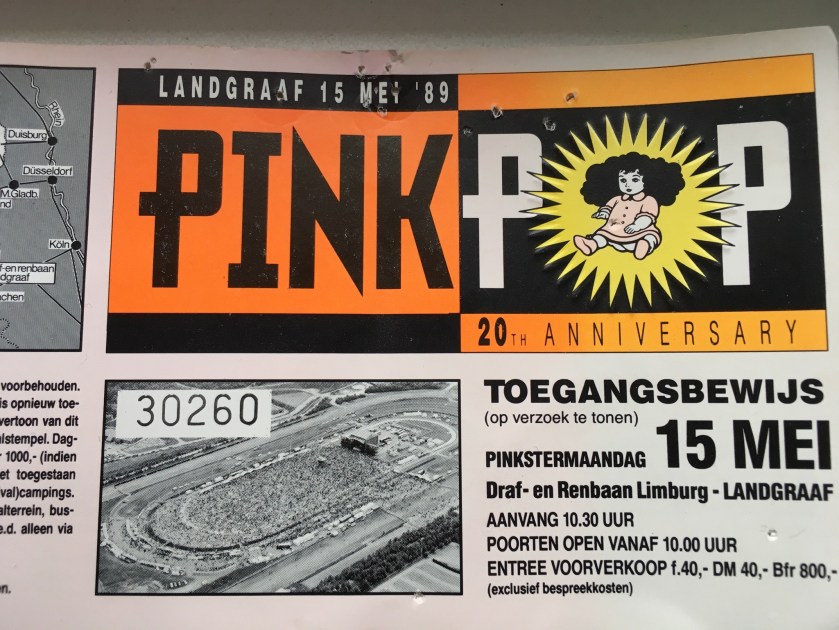 Rhein
Duisburg
Düsseldorf
M.Gladb.
Köln
LANDGRAAF 15 MEI '89
PINKPOP
20TH ANNIVERSARY
voorbehouden.
is opnieuw toe-
vertoon van dit
lstempel. Dag-
1000,- (indien
et toegestaan
val)campings.
alterrein, bus-
e.d. alleen via
en.
30260
TOEGANGSBEWIJS
(op verzoek te tonen)
PINKSTERMAANDAG 15 MEI
Draf- en Renbaan Limburg - LANDGRAAF
AANVANG 10.30 UUR
POORTEN OPEN VANAF 10.00 UUR
ENTREE VOORVERKOOP f.40,- DM 40,- Bfr 800,-
(exclusief bespreekkosten)